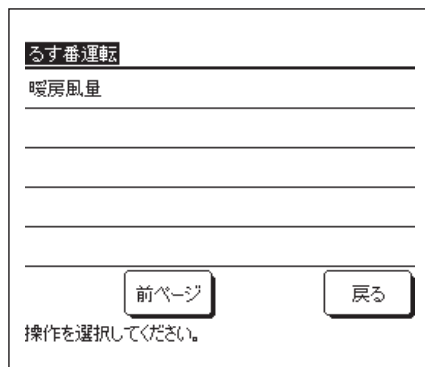 るす番運転
暖房風量
前ページ
戻る
操作を選択してください。